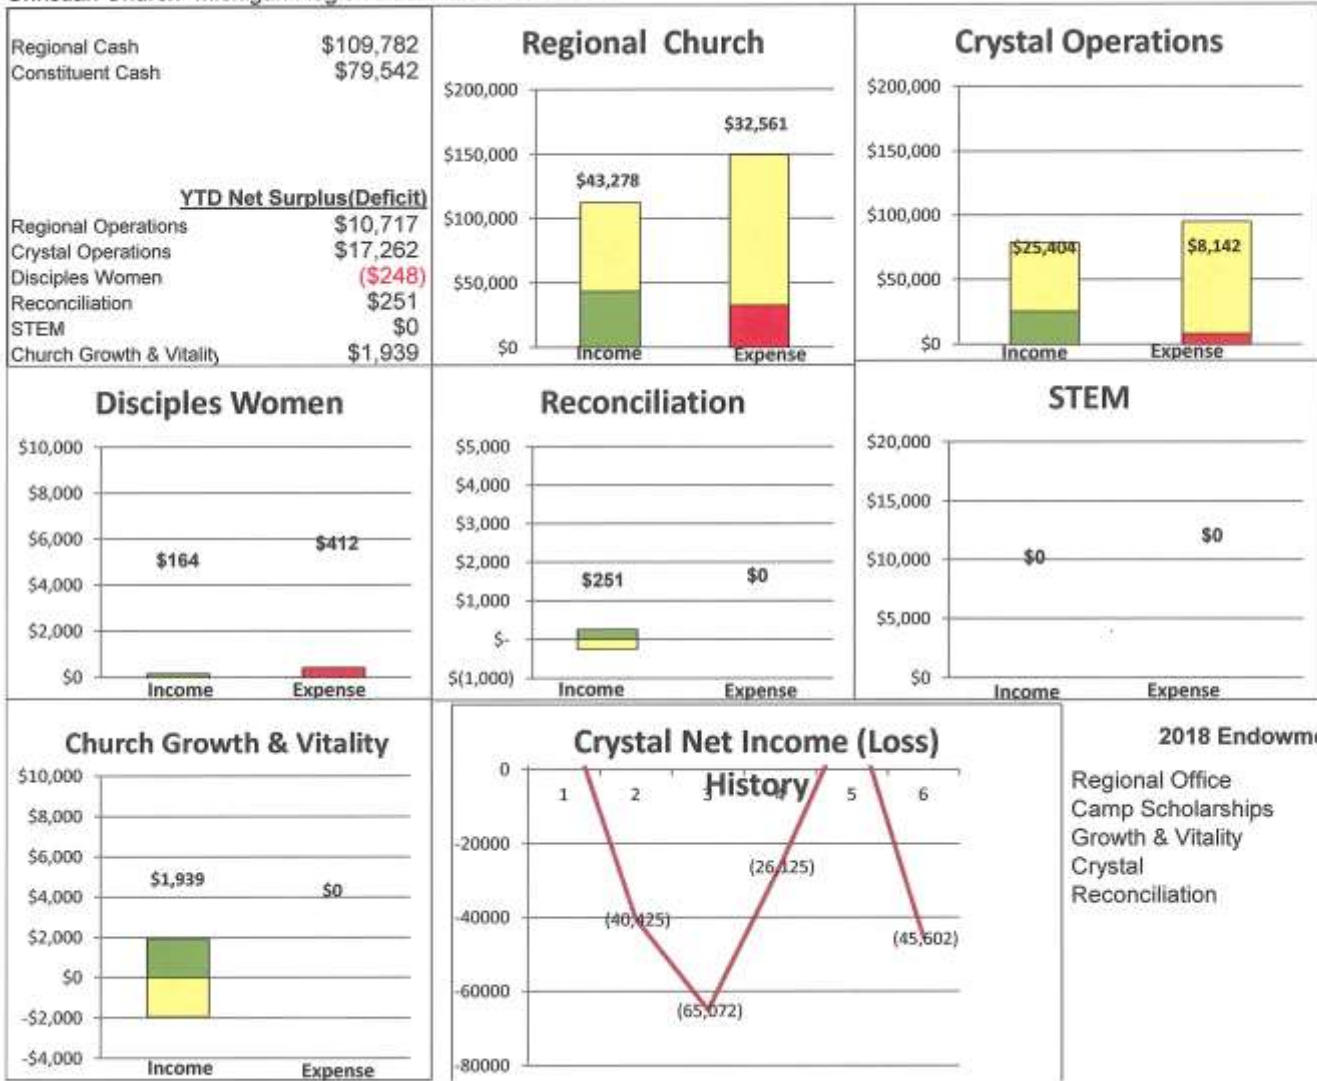 Regional Cash $109,782
Constituent Cash $79,542
YTD Net Surplus(Deficit)
Regional Operations $10,717
Crystal Operations $17,262
Disciples Women ($248)
Reconciliation $251
STEM $0
Church Growth & Vitality $1,939
Regional Church
$200,000
$150,000
$100,000
$50,000
$0
$43,278
$32,561
Income Expense
Crystal Operations
$200,000
$150,000
$100,000
$50,000
$0
$25,404
$8,142
Income Expense
Disciples Women
$10,000
$8,000
$6,000
$4,000
$2,000
$0
$164
$412
Income Expense
Reconciliation
$5,000
$4,000
$3,000
$2,000
$1,000
$-
$(1,000)
$251
$0
Income Expense
STEM
$20,000
$15,000
$10,000
$5,000
$0
$0
$0
Income Expense
Church Growth & Vitality
$10,000
$8,000
$6,000
$4,000
$2,000
$0
-$2,000
-$4,000
$1,939
$0
Income Expense
Crystal Net Income (Loss)
History
0
-20000
-40000
-60000
-80000
1 2 3 4 5 6
(40,425)
(65,072)
(26,125)
(45,602)
2018
Regional Office
Camp Scholarships
Growth & Vitality
Crystal
Reconciliation